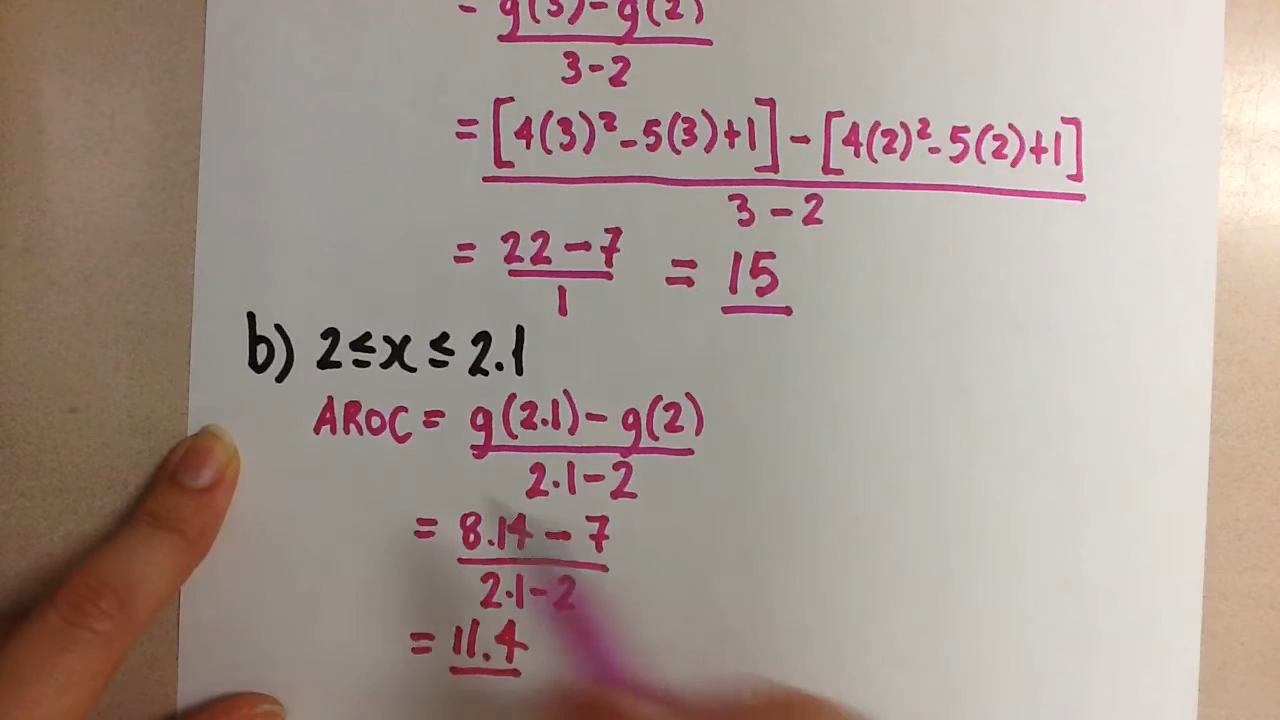 = g(3)-g(2)
3-2
= [4(3)²-5(3)+1]-[4(2)²-5(2)+1]
3-2
= 22-7 = 15
1
b) 2≤x≤2.1
AROC = g(2.1)-g(2)
2.1-2
= 8.14-7
2.1-2
= 11.4